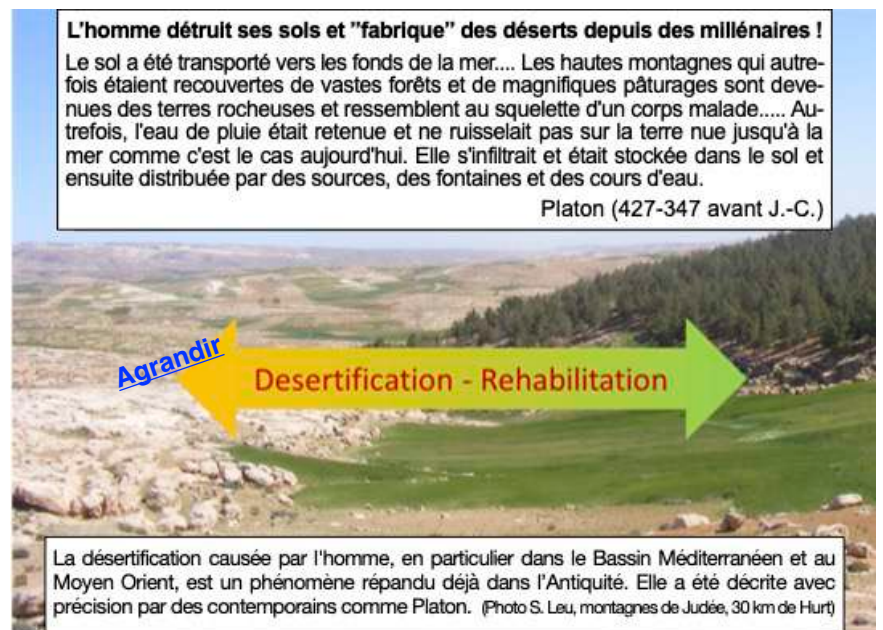 L'homme détruit ses sols et "fabrique" des déserts depuis des millénaires !
Le sol a été transporté vers les fonds de la mer.... Les hautes montagnes qui autre-
fois étaient recouvertes de vastes forêts et de magnifiques pâturages sont deve-
nues des terres rocheuses et ressemblent au squelette d'un corps malade..... Au-
trefois, l'eau de pluie était retenue et ne ruisselait pas sur la terre nue jusqu'à la
mer comme c'est le cas aujourd'hui. Elle s'infiltrait et était stockée dans le sol et
ensuite distribuée par des sources, des fontaines et des cours d'eau.
Platon (427-347 avant J.-C.)
Agrandir
Desertification - Rehabilitation
La désertification causée par l'homme, en particulier dans le Bassin Méditerranéen et au
Moyen Orient, est un phénomène répandu déjà dans l'Antiquité. Elle a été décrite avec
précision par des contemporains comme Platon. (Photo S. Leu, montagnes de Judée, 30 km de Hurt)